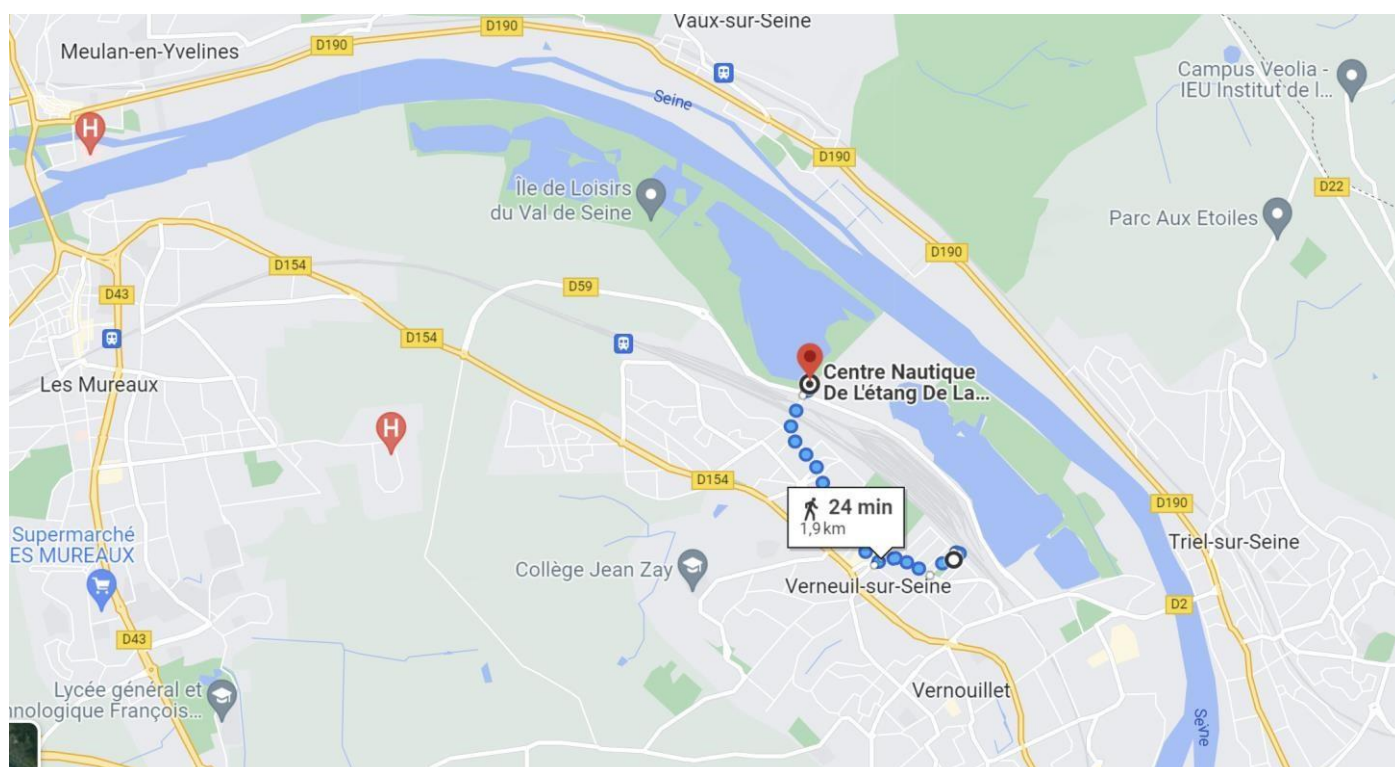 Vaux-sur-Seine
D190
Meulan-en-Yvelines
D190
Campus Veolia -
IEU Institut de l...
Seine
H
D190
D22
Île de Loisirs
du Val de Seine
Parc Aux Etoiles
D190
D154
D59
D43
D154
Les Mureaux
Centre Nautique
De L'étang De La...
H
D154
D190
24 min
1,9 km
Supermarché
ES MUREAUX
Triel-sur-Seine
Collège Jean Zay
Verneuil-sur-Seine
D2
D43
Lycée général et
hnologique François...
Vernouillet
Seine